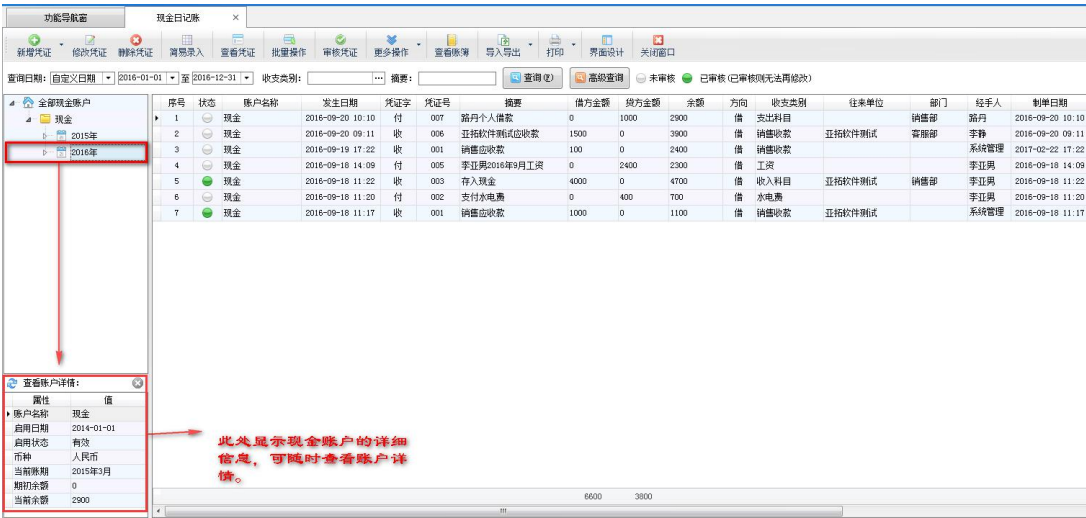 功能导航窗 现金日记账 ×
新增凭证 修改凭证 删除凭证 简易录入 查看凭证 批量操作 审核凭证 更多操作 查看账簿 导入导出 打印 界面设计 关闭窗口
查询日期: 自定义日期 2016-01-01 至 2016-12-31 收支类别: ... 摘要: 查询(Z) 高级查询 未审核 已审核(已审核则无法再修改)
全部现金账户
现金
2015年
2016年
序号 状态 账户名称 发生日期 凭证字 凭证号 摘要 借方金额 贷方金额 余额 方向 收支类别 往来单位 部门 经手人 制单日期
1 现金 2016-09-20 10:10 付 007 路丹个人借款 0 1000 2900 借 支出科目 销售部 路丹 2016-09-20 10:10
2 现金 2016-09-20 09:11 收 006 亚拓软件测试应收款 1500 0 3900 借 销售收款 亚拓软件测试 客服部 李静 2016-09-20 09:11
3 现金 2016-09-19 17:22 收 001 销售应收款 100 0 2400 借 销售收款 系统管理 2017-02-22 17:22
4 现金 2016-09-18 14:09 付 005 李亚男2016年9月工资 0 2400 2300 借 工资 李亚男 2016-09-18 14:09
5 现金 2016-09-18 11:22 收 003 存入现金 4000 0 4700 借 收入科目 亚拓软件测试 销售部 李亚男 2016-09-18 11:22
6 现金 2016-09-18 11:20 付 002 支付水电费 0 400 700 借 水电费 李亚男 2016-09-18 11:20
7 现金 2016-09-18 11:17 收 001 销售应收款 1000 0 1100 借 销售收款 亚拓软件测试 系统管理 2016-09-18 11:17
查看账户详情:
属性 值
账户名称 现金
启用日期 2014-01-01
启用状态 有效
币种 人民币
当前账期 2015年3月
期初余额 0
当前余额 2900
此处显示现金账户的详细
信息，可随时查看账户详
情。
6600 3800